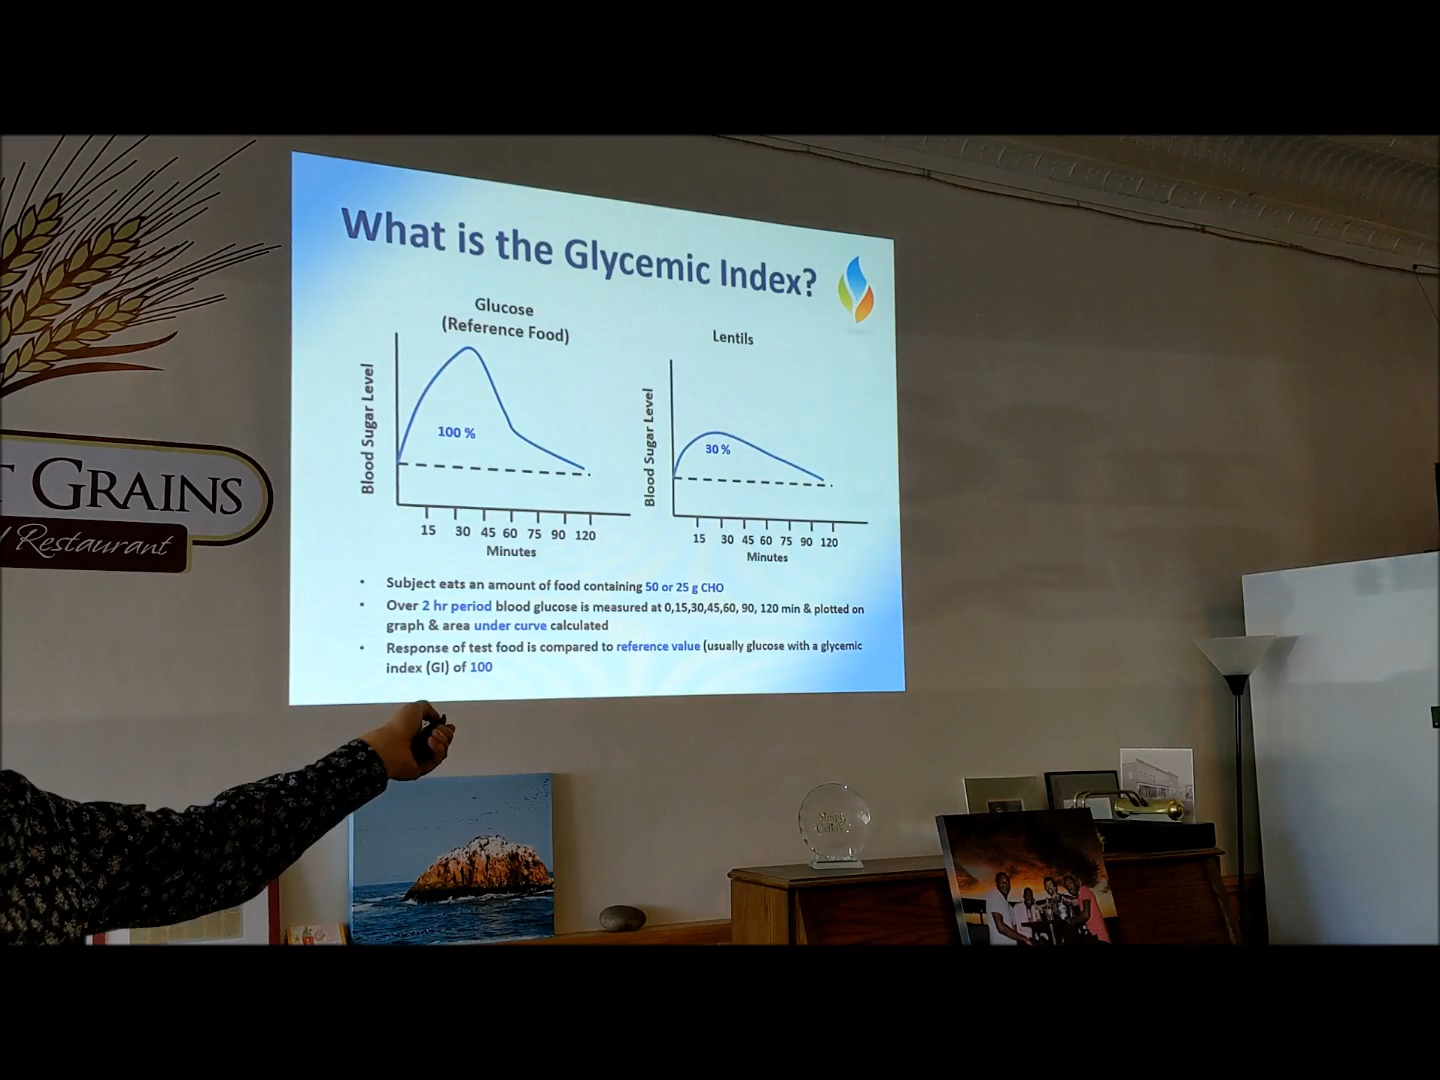 What is the Glycemic Index?
Glucose
(Reference Food)
Blood Sugar Level
100 %
15 30 45 60 75 90 120
Minutes
Lentils
Blood Sugar Level
30 %
15 30 45 60 75 90 120
Minutes
• Subject eats an amount of food containing 50 or 25 g CHO
• Over 2 hr period blood glucose is measured at 0,15,30,45,60, 90, 120 min & plotted on
graph & area under curve calculated
• Response of test food is compared to reference value (usually glucose with a glycemic
index (GI) of 100
GRAINS
Restaurant
Simply